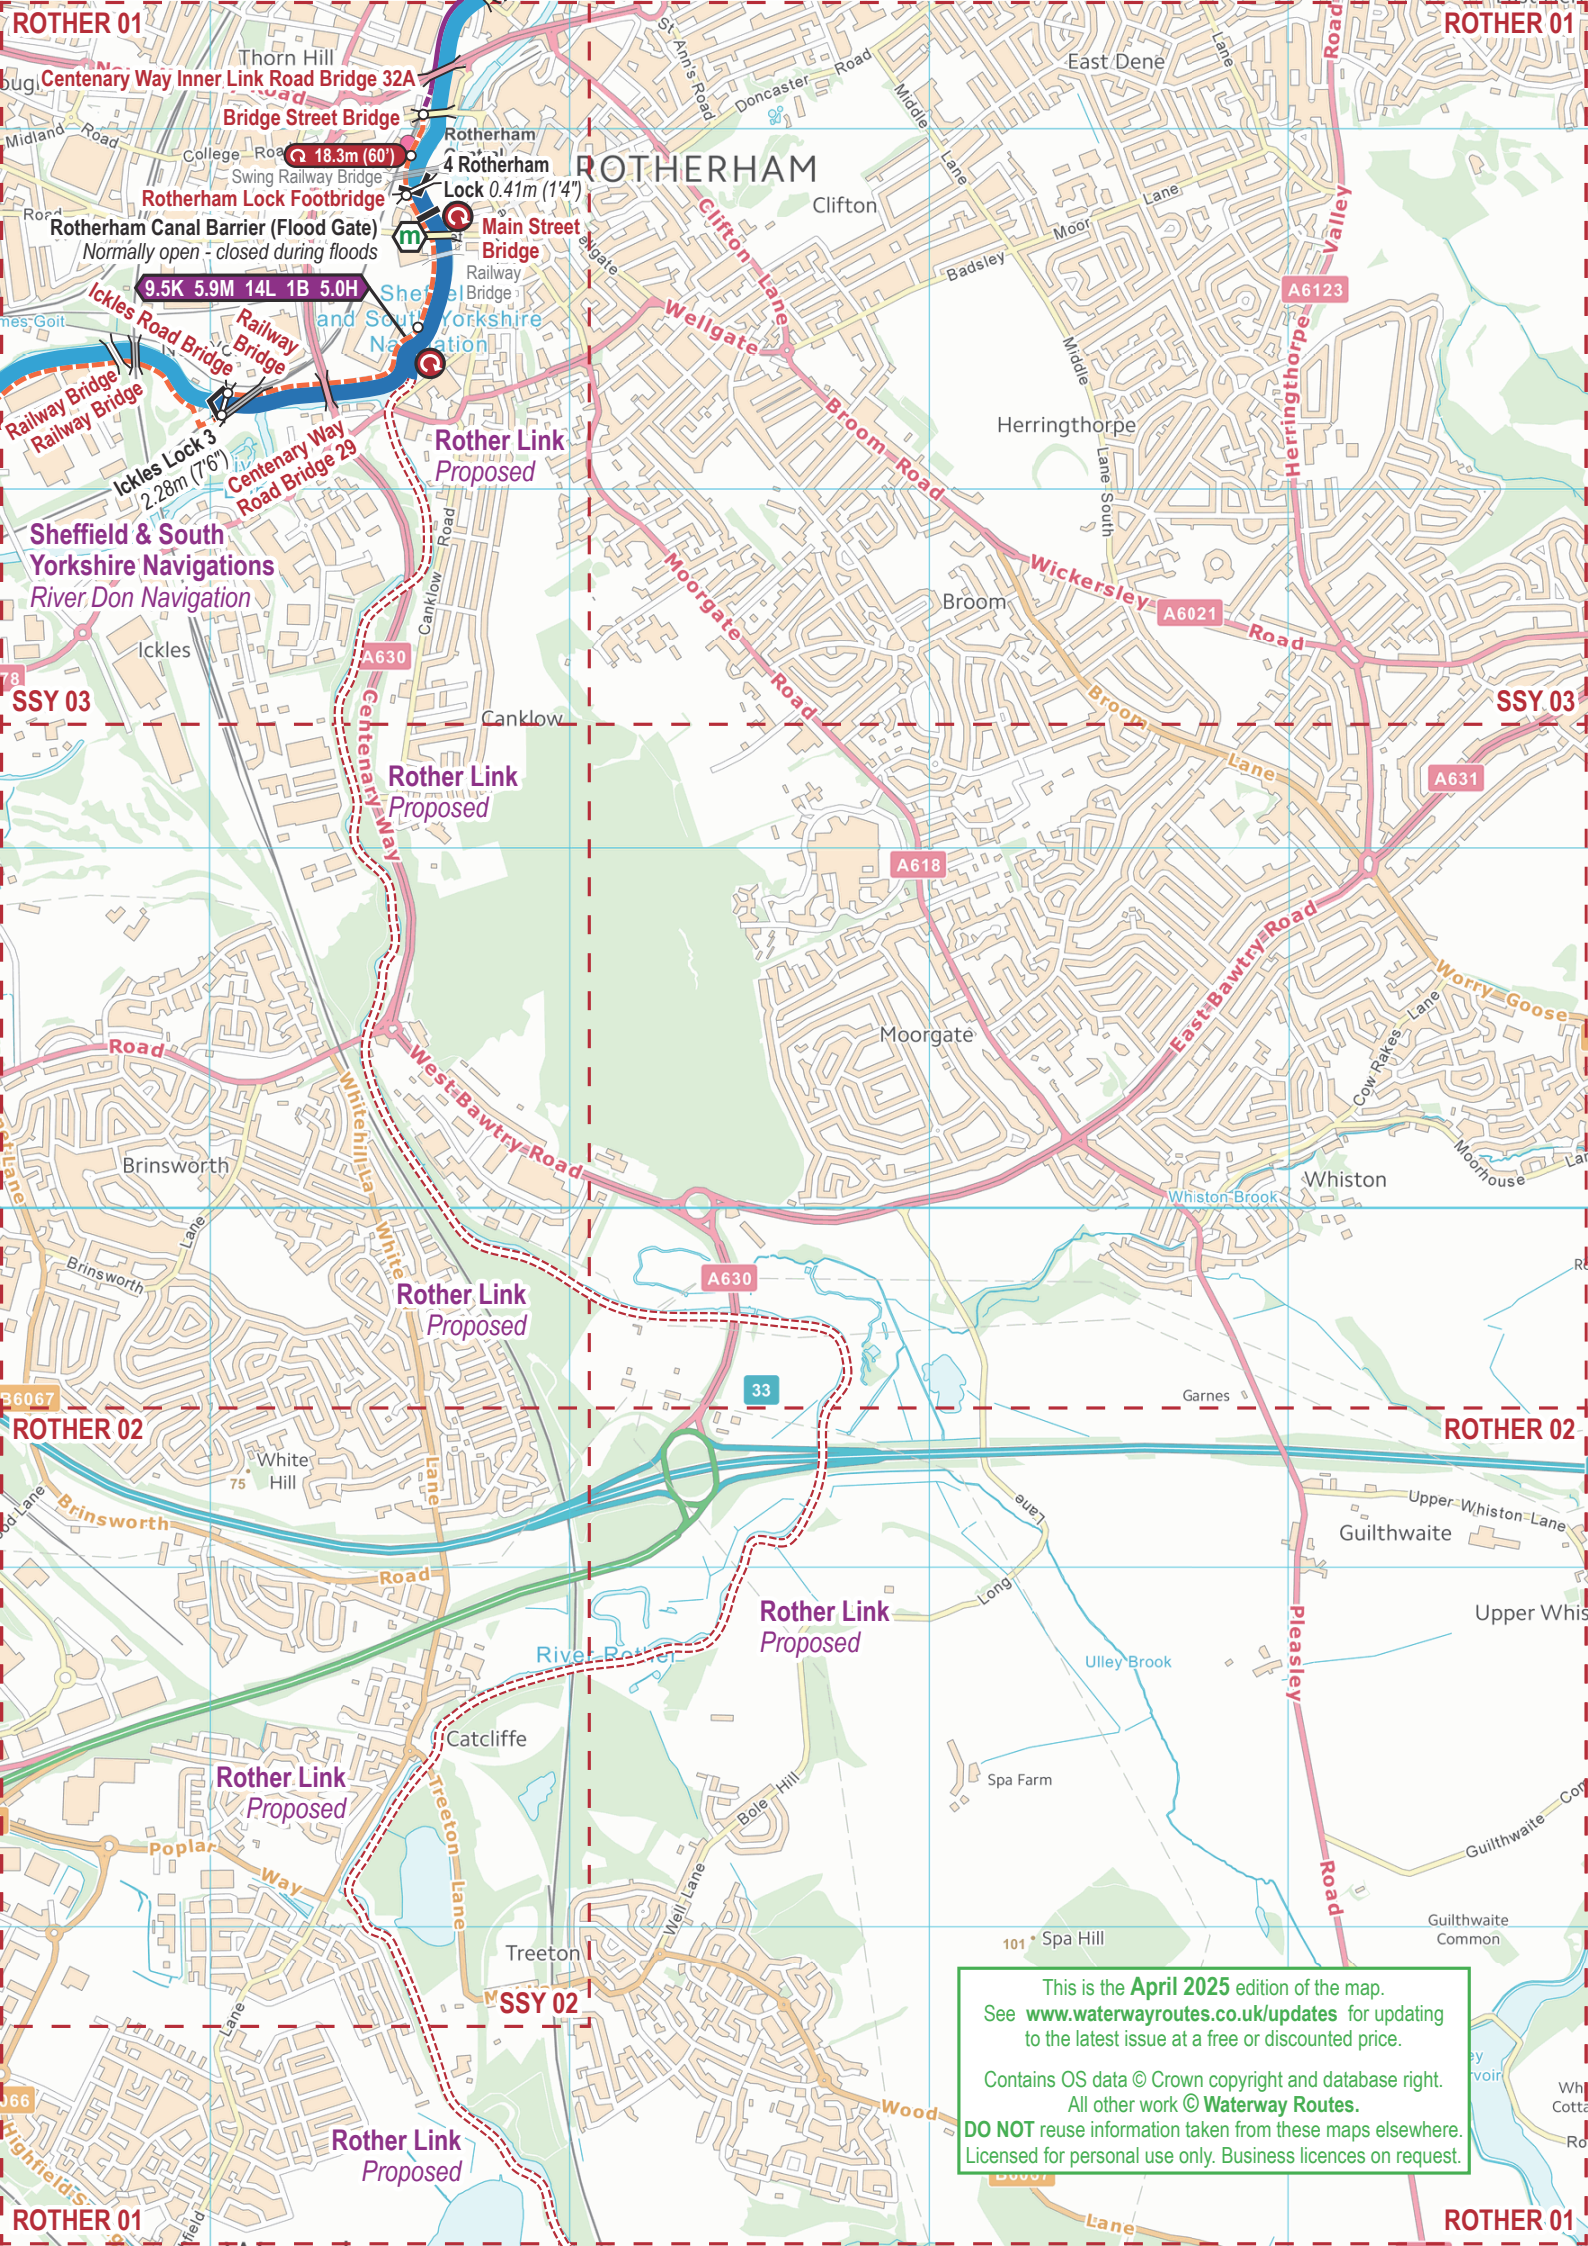 ROTHER 01
ROTHER 01
Thorn Hill
Centenary Way Inner Link Road Bridge 32A
Bridge Street Bridge
Midland Road
College Road
18.3m (60')
Swing Railway Bridge
Rotherham Lock Footbridge
Rotherham
4 Rotherham
Lock 0.41m (1'4")
Road
Rotherham Canal Barrier (Flood Gate)
Normally open - closed during floods
m
Main Street
Bridge
Railway
Bridge
9.5K 5.9M 14L 1B 5.0H
and South Yorkshire
Ickles Road Bridge
Railway
Bridge
Railway Bridge
Railway Bridge
Ickles Lock 3
2.28m (7'6")
Centenary Way
Road Bridge 29
ROTHERHAM
St Ann's Road
Doncaster Road
East Dene
Lane
Road
Middle
Lane
Clifton
Moor Lane
Badsley
Clifton Lane
Wellgate
Valley
A6123
Herringthorpe
Middle
Lane South
Herringthorpe
Broom Road
Rother Link
Proposed
Sheffield & South
Yorkshire Navigations
River Don Navigation
Canklow Road
Ickles
Moorgate
Road
Broom
Wickersley
A6021
Road
A630
78
SSY 03
SSY 03
Canklow
Centenary Way
Broom
Lane
A631
Rother Link
Proposed
A618
East Bawtry Road
Worry Goose
Moorgate
Cow Rakes Lane
Road
Whitehill La
West Bawtry Road
Brinsworth
Moorhouse
Whiston
Whiston Brook
Lane
Brinsworth
White
A630
Rother Link
Proposed
33
Garnes
B6067
ROTHER 02
ROTHER 02
White
Hill
75
Lane
Brinsworth
Road
Lane
Long
Upper Whiston Lane
Guilthwaite
Rother Link
Proposed
Upper Whis
River Rother
Ulley Brook
Pleasley
Catcliffe
Rother Link
Proposed
Treeton Lane
Bole Hill
Spa Farm
Guilthwaite
Poplar
Way
Well Lane
Road
Guilthwaite
Common
Treeton
101
Spa Hill
SSY 02
Lane
This is the April 2025 edition of the map.
See www.waterwayroutes.co.uk/updates for updating
to the latest issue at a free or discounted price.
Contains OS data © Crown copyright and database right.
All other work © Waterway Routes.
DO NOT reuse information taken from these maps elsewhere.
Licensed for personal use only. Business licences on request.
066
Wood
Rother Link
Proposed
Lane
ROTHER 01
ROTHER 01